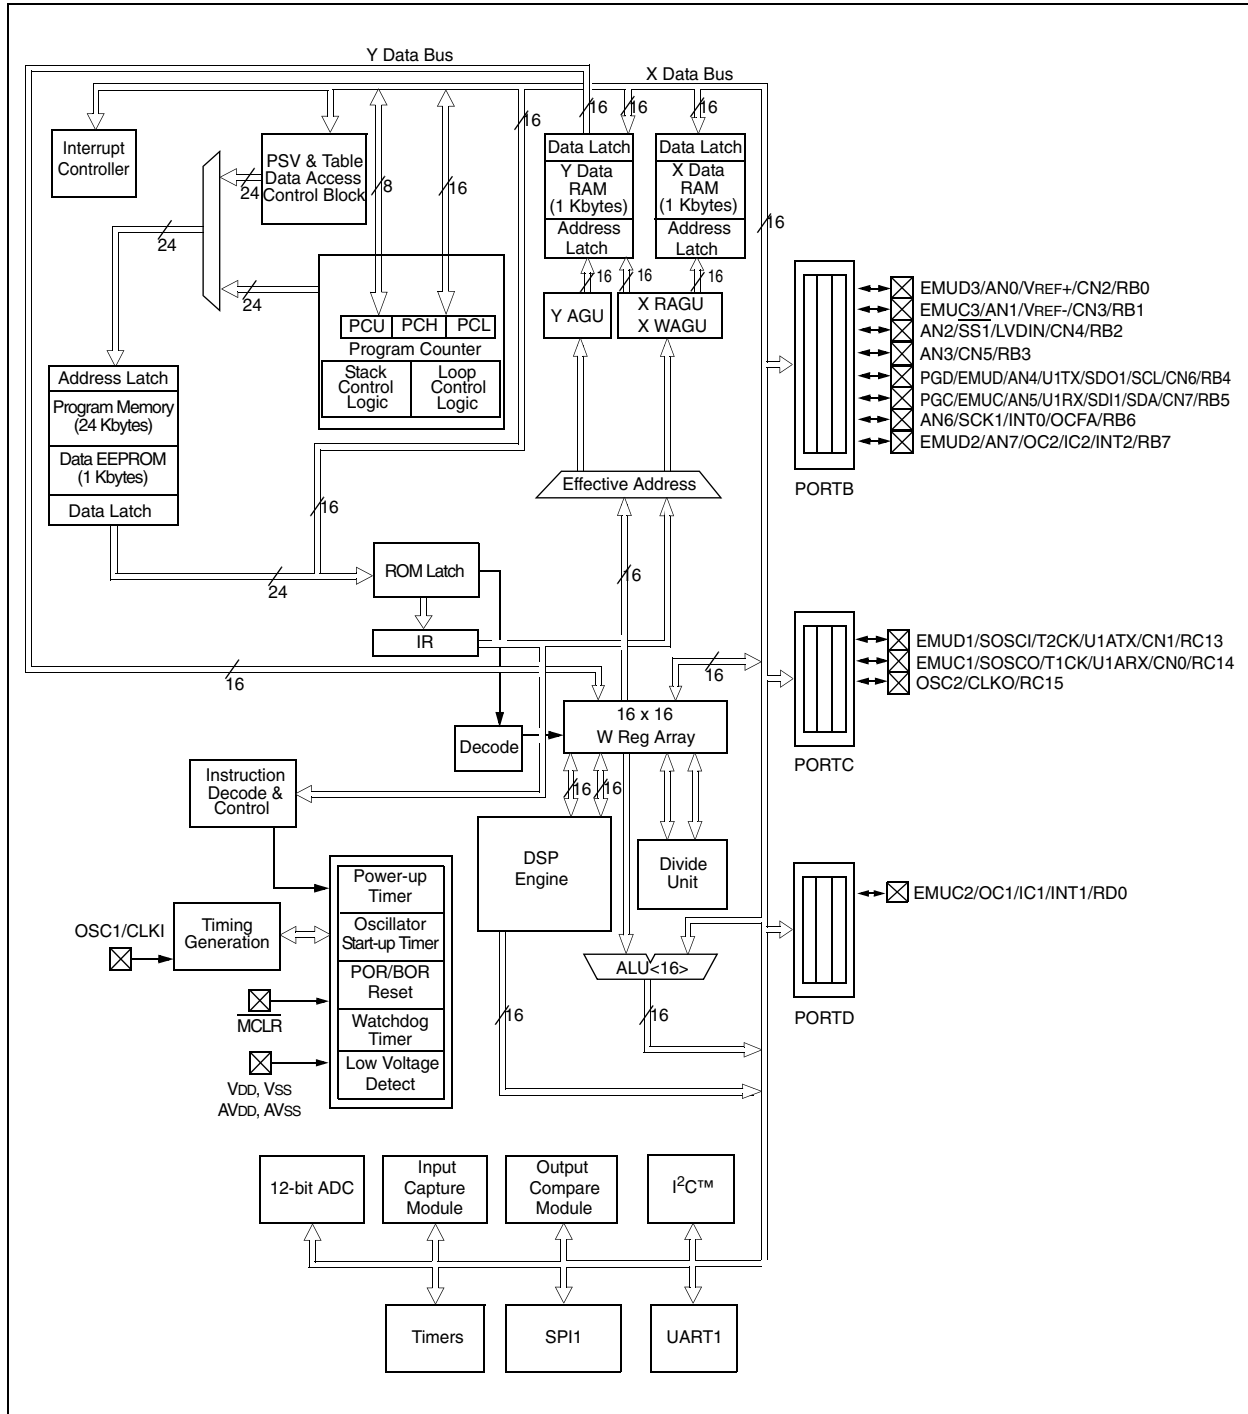 Y Data Bus
X Data Bus
16
16
16
16
Interrupt
Controller
PSV & Table
Data Access
Control Block
24
8
16
Data Latch
Y Data
RAM
(1 Kbytes)
Address
Latch
Data Latch
X Data
RAM
(1 Kbytes)
Address
Latch
16
24
24
16
16
16
Y AGU
X RAGU
X WAGU
PCU
PCH
PCL
Program Counter
Stack
Control
Logic
Loop
Control
Logic
Address Latch
Program Memory
(24 Kbytes)
Data EEPROM
(1 Kbytes)
Data Latch
Effective Address
16
24
ROM Latch
16
IR
16
16
16 x 16
W Reg Array
Decode
Instruction
Decode &
Control
16
16
DSP
Engine
Divide
Unit
Power-up
Timer
Oscillator
Start-up Timer
POR/BOR
Reset
Watchdog
Timer
Low Voltage
Detect
OSC1/CLKI
Timing
Generation
MCLR
VDD, VSS
AVDD, AVSS
ALU<16>
16
16
EMUD3/AN0/VREF+/CN2/RB0
EMUC3/AN1/VREF-/CN3/RB1
AN2/SS1/LVDIN/CN4/RB2
AN3/CN5/RB3
PGD/EMUD/AN4/U1TX/SDO1/SCL/CN6/RB4
PGC/EMUC/AN5/U1RX/SDI1/SDA/CN7/RB5
AN6/SCK1/INT0/OCFA/RB6
EMUD2/AN7/OC2/IC2/INT2/RB7
PORTB
EMUD1/SOSCI/T2CK/U1ATX/CN1/RC13
EMUC1/SOSCO/T1CK/U1ARX/CN0/RC14
OSC2/CLKO/RC15
PORTC
EMUC2/OC1/IC1/INT1/RD0
PORTD
12-bit ADC
Input
Capture
Module
Output
Compare
Module
I²C™
Timers
SPI1
UART1